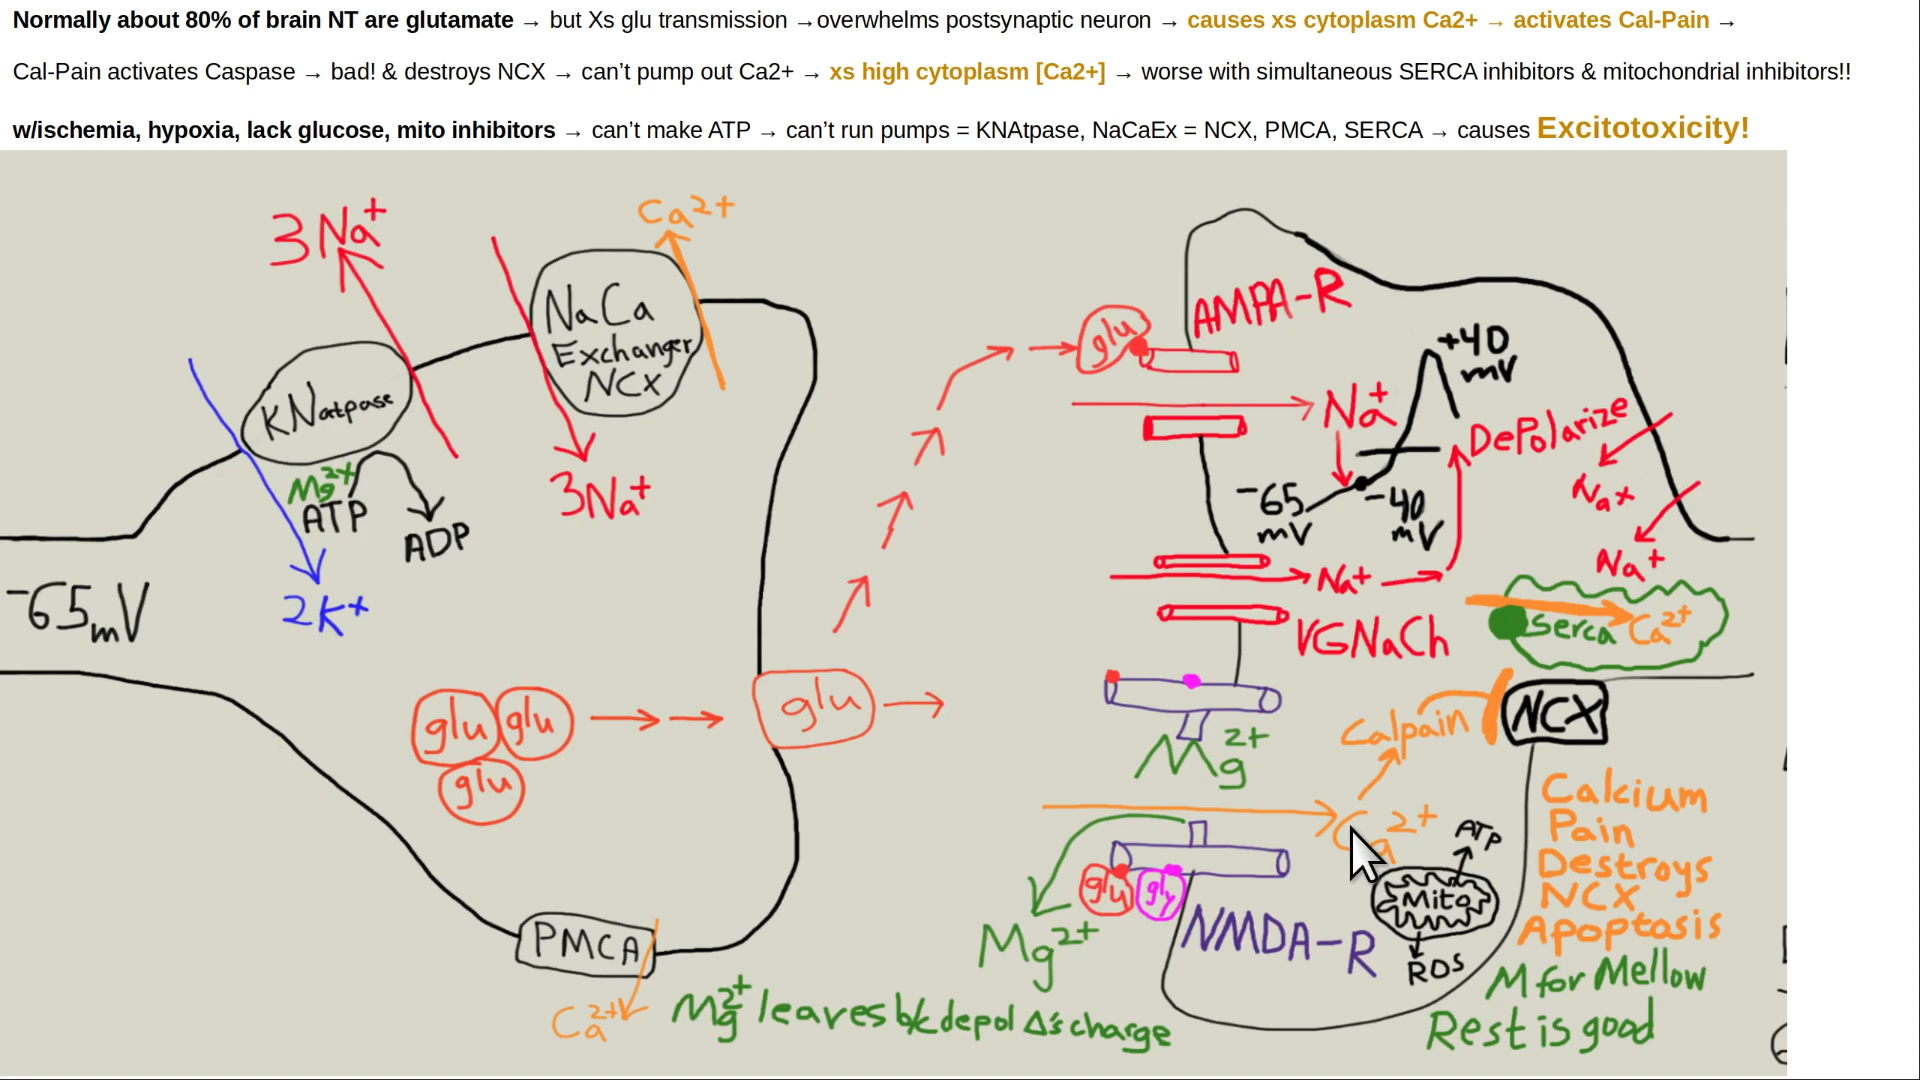 Normally about 80% of brain NT are glutamate → but Xs glu transmission →overwhelms postsynaptic neuron → causes xs cytoplasm Ca2+ → activates Cal-Pain →
Cal-Pain activates Caspase → bad! & destroys NCX → can’t pump out Ca2+ → xs high cytoplasm [Ca2+] → worse with simultaneous SERCA inhibitors & mitochondrial inhibitors!!
w/ischemia, hypoxia, lack glucose, mito inhibitors → can’t make ATP → can’t run pumps = KNAtpase, NaCaEx = NCX, PMCA, SERCA → causes Excitotoxicity!
3Na+
Ca2+
NaCa
Exchanger
NCX
KNatpase
Mg2+
ATP
ADP
3Na+
2K+
-65mV
glu
glu
glu
glu
PMCA
Ca2+
Mg2+ leaves b/c depol Δ's charge
glu
AMPA-R
Na+
+40
mV
Depolarize
-65
mV
-40
mV
Na+
Na+
Na+
VGNaCh
Serca
Ca2+
Mg2+
Calpain
NCX
Ca2+
ATP
Mito
ROS
glu
gly
Mg2+
NMDA-R
Calcium
Pain
Destroys
NCX
Apoptosis
M for Mellow
Rest is good